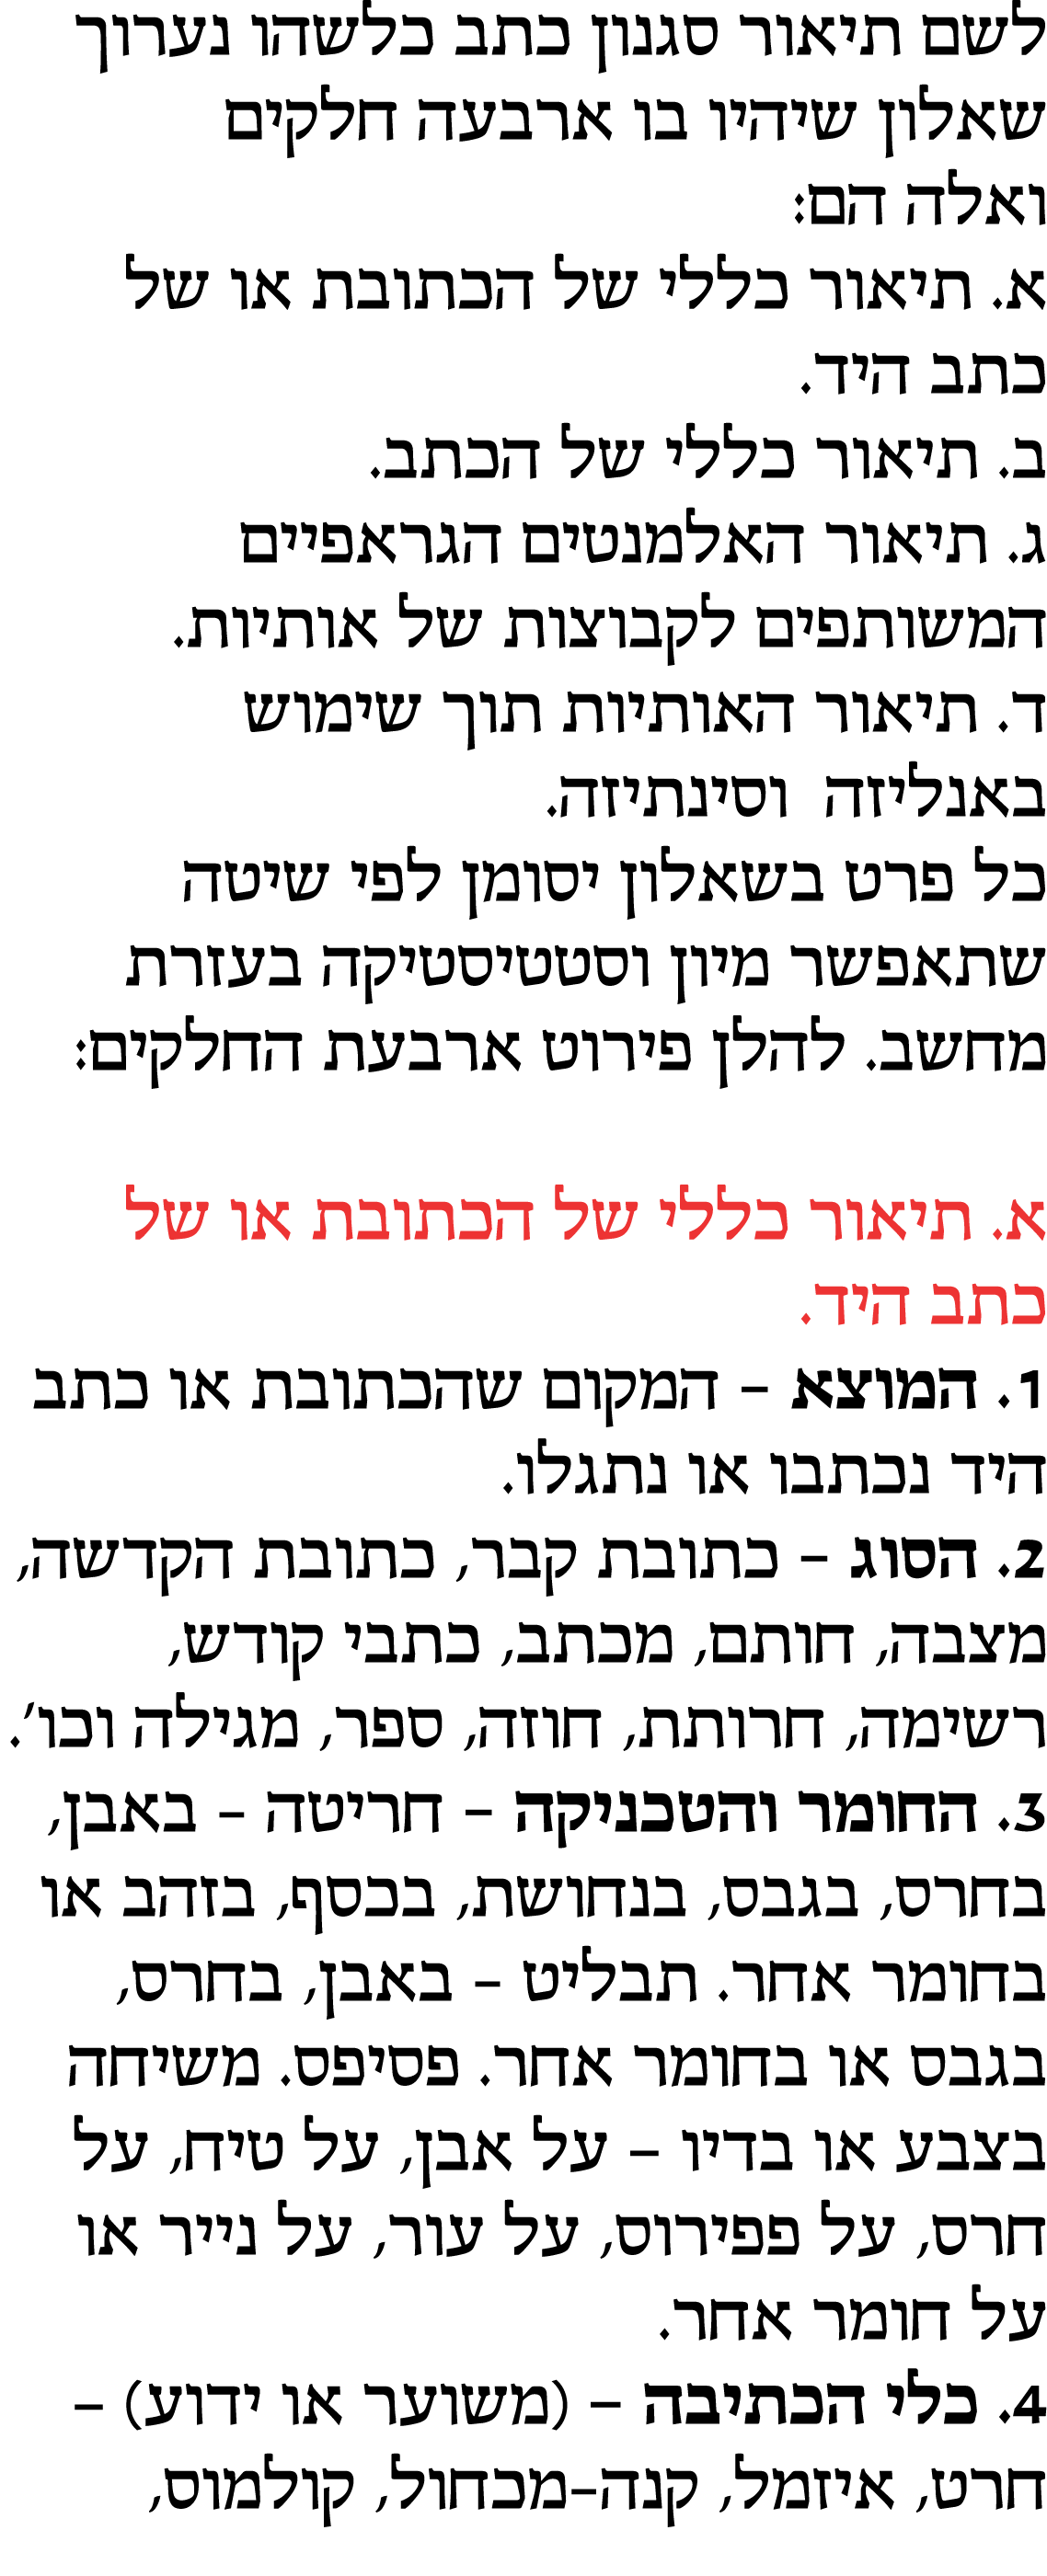 לשם תיאור סגנון כתב כלשהו נערוך
שאלון שיהיו בו ארבעה חלקים
ואלה הם:
א. תיאור כללי של הכתובת או של
כתב היד.
ב. תיאור כללי של הכתב.
ג. תיאור האלמנטים הגראפיים
המשותפים לקבוצות של אותיות.
ד. תיאור האותיות תוך שימוש
באנליזה  וסינתיזה.
כל פרט בשאלון יסומן לפי שיטה
שתאפשר מיון וסטטיסטיקה בעזרת
מחשב. להלן פירוט ארבעת החלקים:
א. תיאור כללי של הכתובת או של
כתב היד.
1. המוצא – המקום שהכתובת או כתב
היד נכתבו או נתגלו.
2. הסוג – כתובת קבר, כתובת הקדשה,
מצבה, חותם, מכתב, כתבי קודש,
רשימה, חרותת, חוזה, ספר, מגילה וכו'.
3. החומר והטכניקה – חריטה – באבן,
בחרס, בגבס, בנחושת, בכסף, בזהב או
בחומר אחר. תבליט – באבן, בחרס,
בגבס או בחומר אחר. פסיפס. משיחה
בצבע או בדיו – על אבן, על טיח, על
חרס, על פפירוס, על עור, על נייר או
על חומר אחר.
4. כלי הכתיבה – (משוער או ידוע) –
חרט, איזמל, קנה-מכחול, קולמוס,